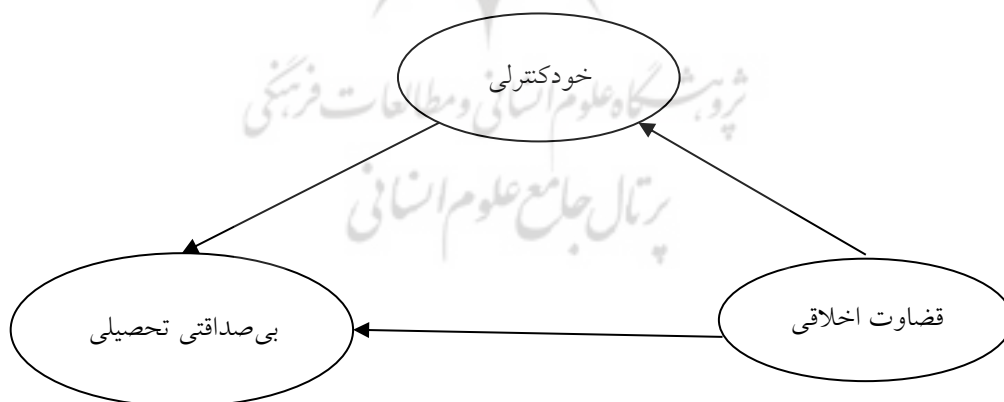 خودکنترلی
پژوهشگاه علوم انسانی و مطالعات فرهنگی
پرتال جامع علوم انسانی
قضاوت اخلاقی
بی‌صداقتی تحصیلی